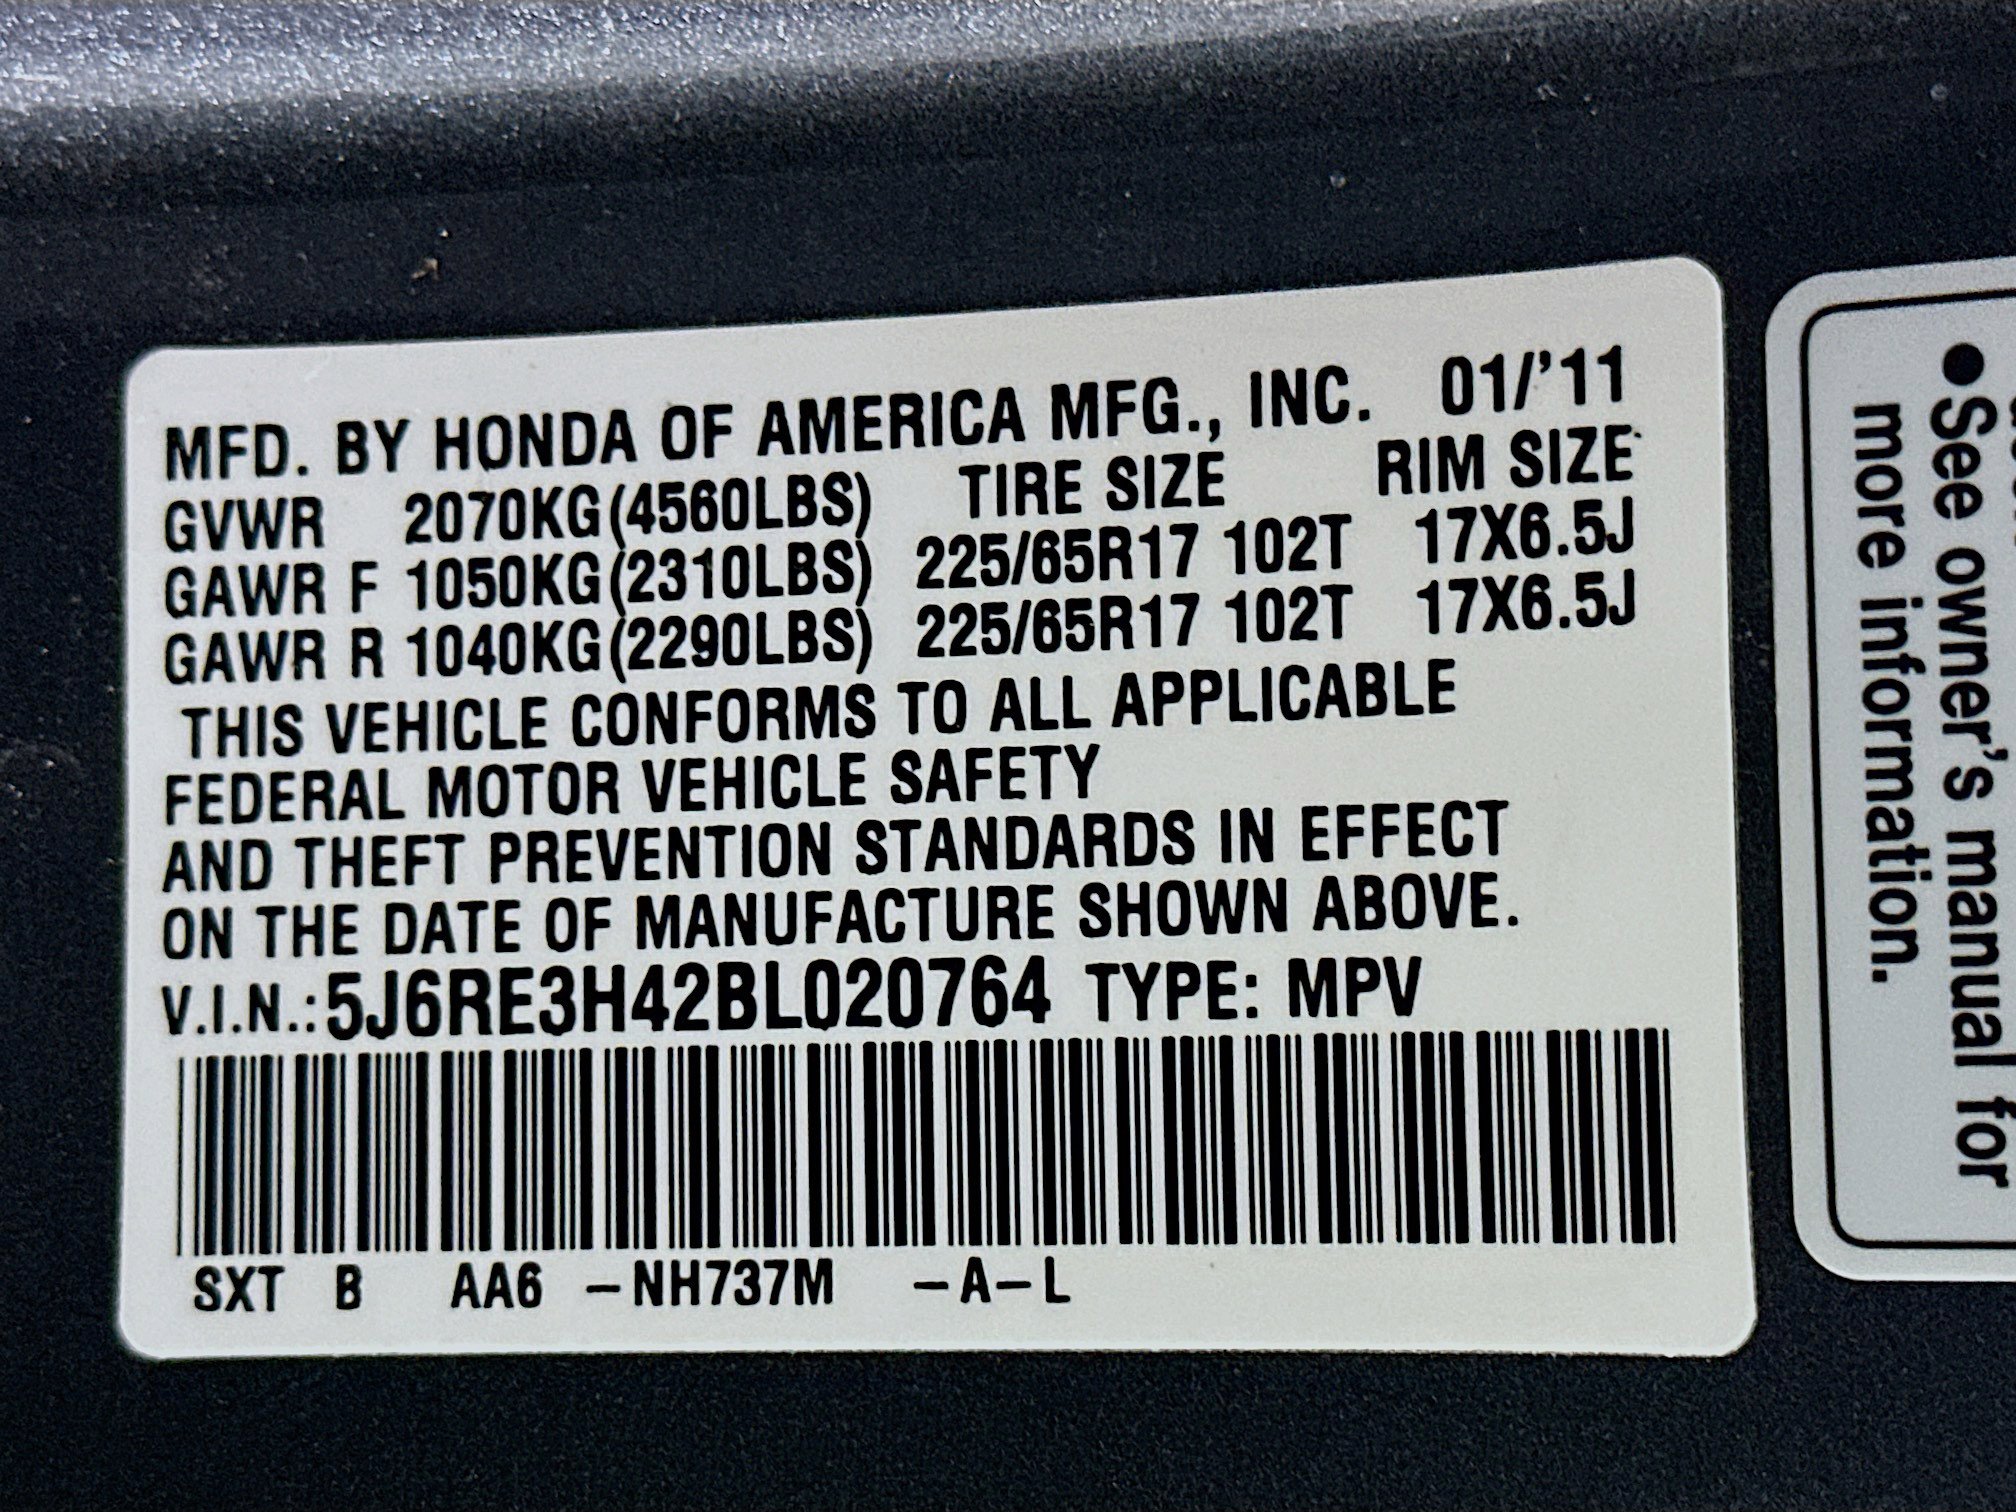 MFD. BY HONDA OF AMERICA MFG., INC. 01/'11
GVWR 2070KG(4560LBS) TIRE SIZE RIM SIZE
GAWR F 1050KG(2310LBS) 225/65R17 102T 17X6.5J
GAWR R 1040KG(2290LBS) 225/65R17 102T 17X6.5J
THIS VEHICLE CONFORMS TO ALL APPLICABLE
FEDERAL MOTOR VEHICLE SAFETY
AND THEFT PREVENTION STANDARDS IN EFFECT
ON THE DATE OF MANUFACTURE SHOWN ABOVE.
V.I.N.:5J6RE3H42BL020764 TYPE: MPV
SXT B AA6 –NH737M –A–L
●See owner's manual for
more information.